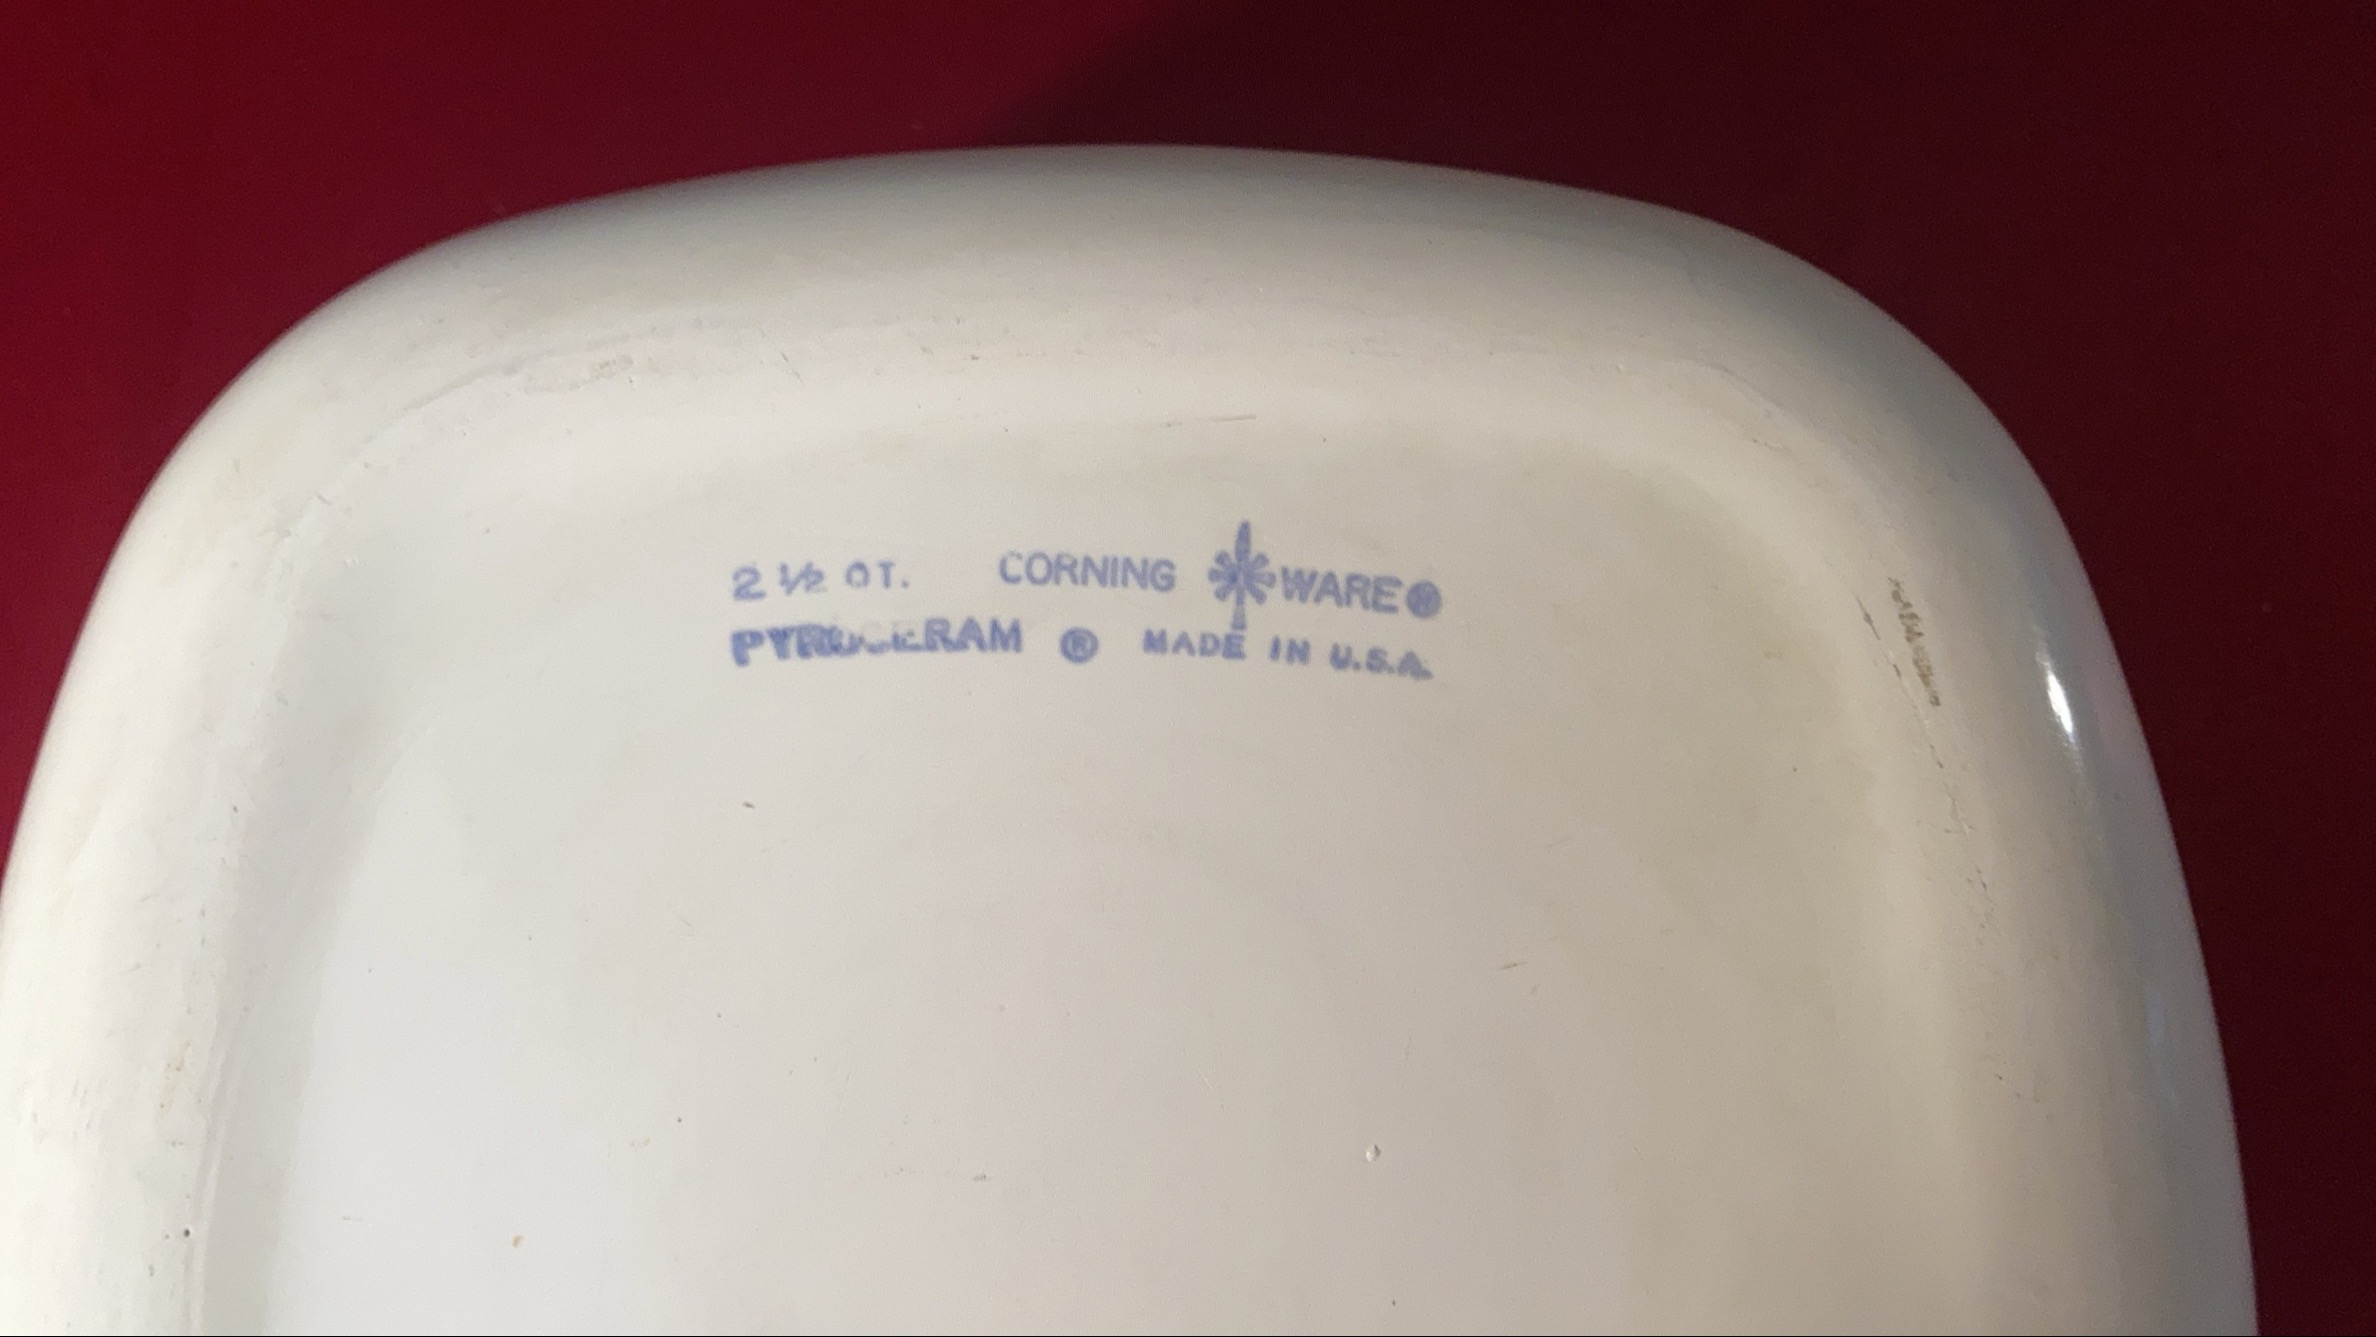 2 ½ QT. CORNING WARE®
PYROCERAM ® MADE IN U.S.A.